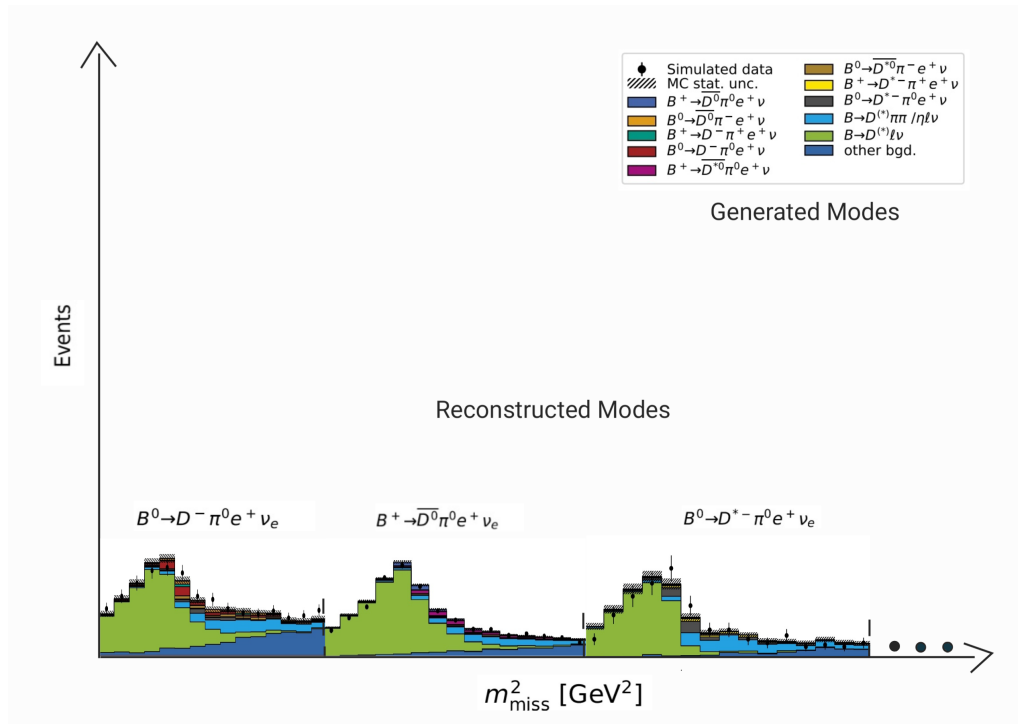 Simulated data
MC stat. unc.
B⁺→D̅⁰π⁰e⁺ν
B⁰→D̅⁰π⁻e⁺ν
B⁺→D⁻π⁺e⁺ν
B⁰→D⁻π⁰e⁺ν
B⁺→D̅*⁰π⁰e⁺ν
B⁰→D̅*⁰π⁻e⁺ν
B⁺→D*⁻π⁺e⁺ν
B⁰→D*⁻π⁰e⁺ν
B→D⁽*⁾ππ /ηℓν
B→D⁽*⁾ℓν
other bgd.
Generated Modes
Events
Reconstructed Modes
B⁰→D⁻π⁰e⁺νₑ
B⁺→D̅⁰π⁰e⁺νₑ
B⁰→D*⁻π⁰e⁺νₑ
m²miss [GeV²]